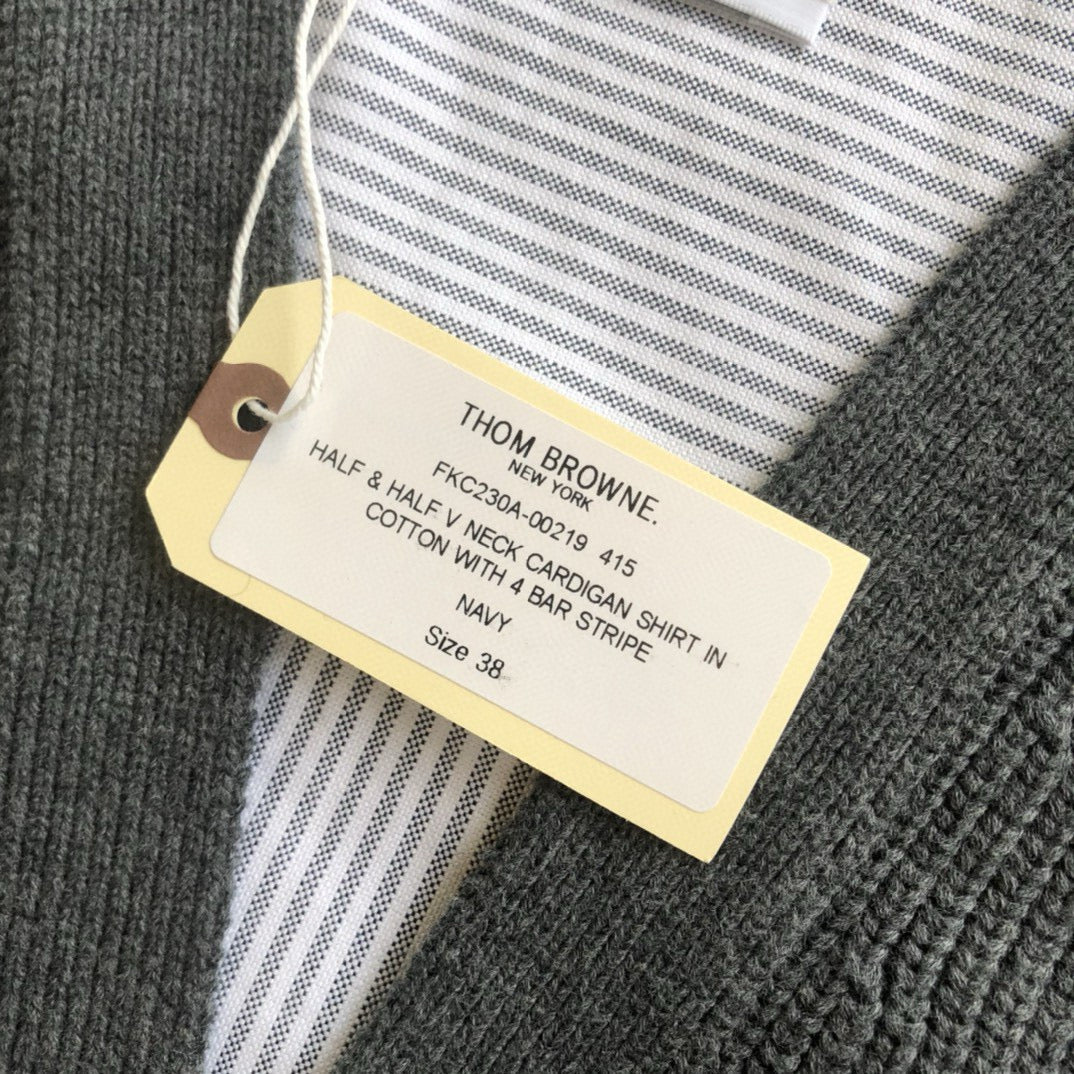 THOM BROWNE.
NEW YORK
FKC230A-00219 415
HALF & HALF V NECK CARDIGAN SHIRT IN
COTTON WITH 4 BAR STRIPE
NAVY
Size 38